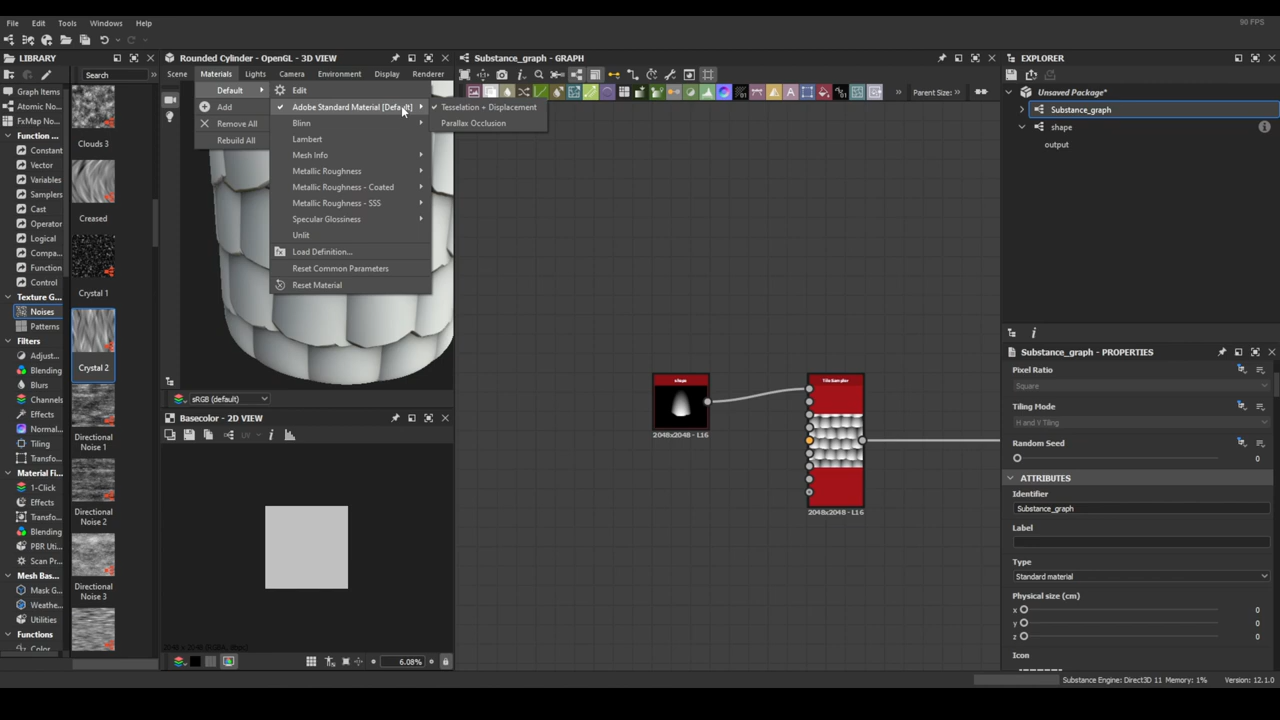 File Edit Tools Windows Help
90 FPS
LIBRARY
Search
Graph Items
Atomic No...
FxMap No...
Function ...
Constant
Vector
Variables
Samplers
Cast
Operator
Logical
Compa...
Function
Control
Texture G...
Noises
Patterns
Filters
Adjust...
Blending
Blurs
Channels
Effects
Normal...
Tiling
Transfo...
Material Fi...
1-Click
Effects
Transfo...
Blending
PBR Uti...
Scan Pr...
Mesh Bas...
Mask G...
Weathe...
Utilities
Functions
Color
Clouds 3
Creased
Crystal 1
Crystal 2
Directional
Noise 1
Directional
Noise 2
Directional
Noise 3
Rounded Cylinder - OpenGL - 3D VIEW
Scene Materials Lights Camera Environment Display Renderer
Default
Add
Remove All
Rebuild All
Edit
Adobe Standard Material [Default]
Blinn
Lambert
Mesh Info
Metallic Roughness
Metallic Roughness - Coated
Metallic Roughness - SSS
Specular Glossiness
Unlit
Load Definition...
Reset Common Parameters
Reset Material
Tesselation + Displacement
Parallax Occlusion
sRGB (default)
Basecolor - 2D VIEW
UV
6.08%
Substance_graph - GRAPH
Parent Size:
shape
2048x2048 - L16
Tile Sampler
2048x2048 - L16
EXPLORER
Unsaved Package*
Substance_graph
shape
output
Substance_graph - PROPERTIES
Pixel Ratio
Square
Tiling Mode
H and V Tiling
Random Seed
0
ATTRIBUTES
Identifier
Substance_graph
Label
Type
Standard material
Physical size (cm)
x 0
y 0
z 0
Icon
Substance Engine: Direct3D 11 Memory: 1% Version: 12.1.0